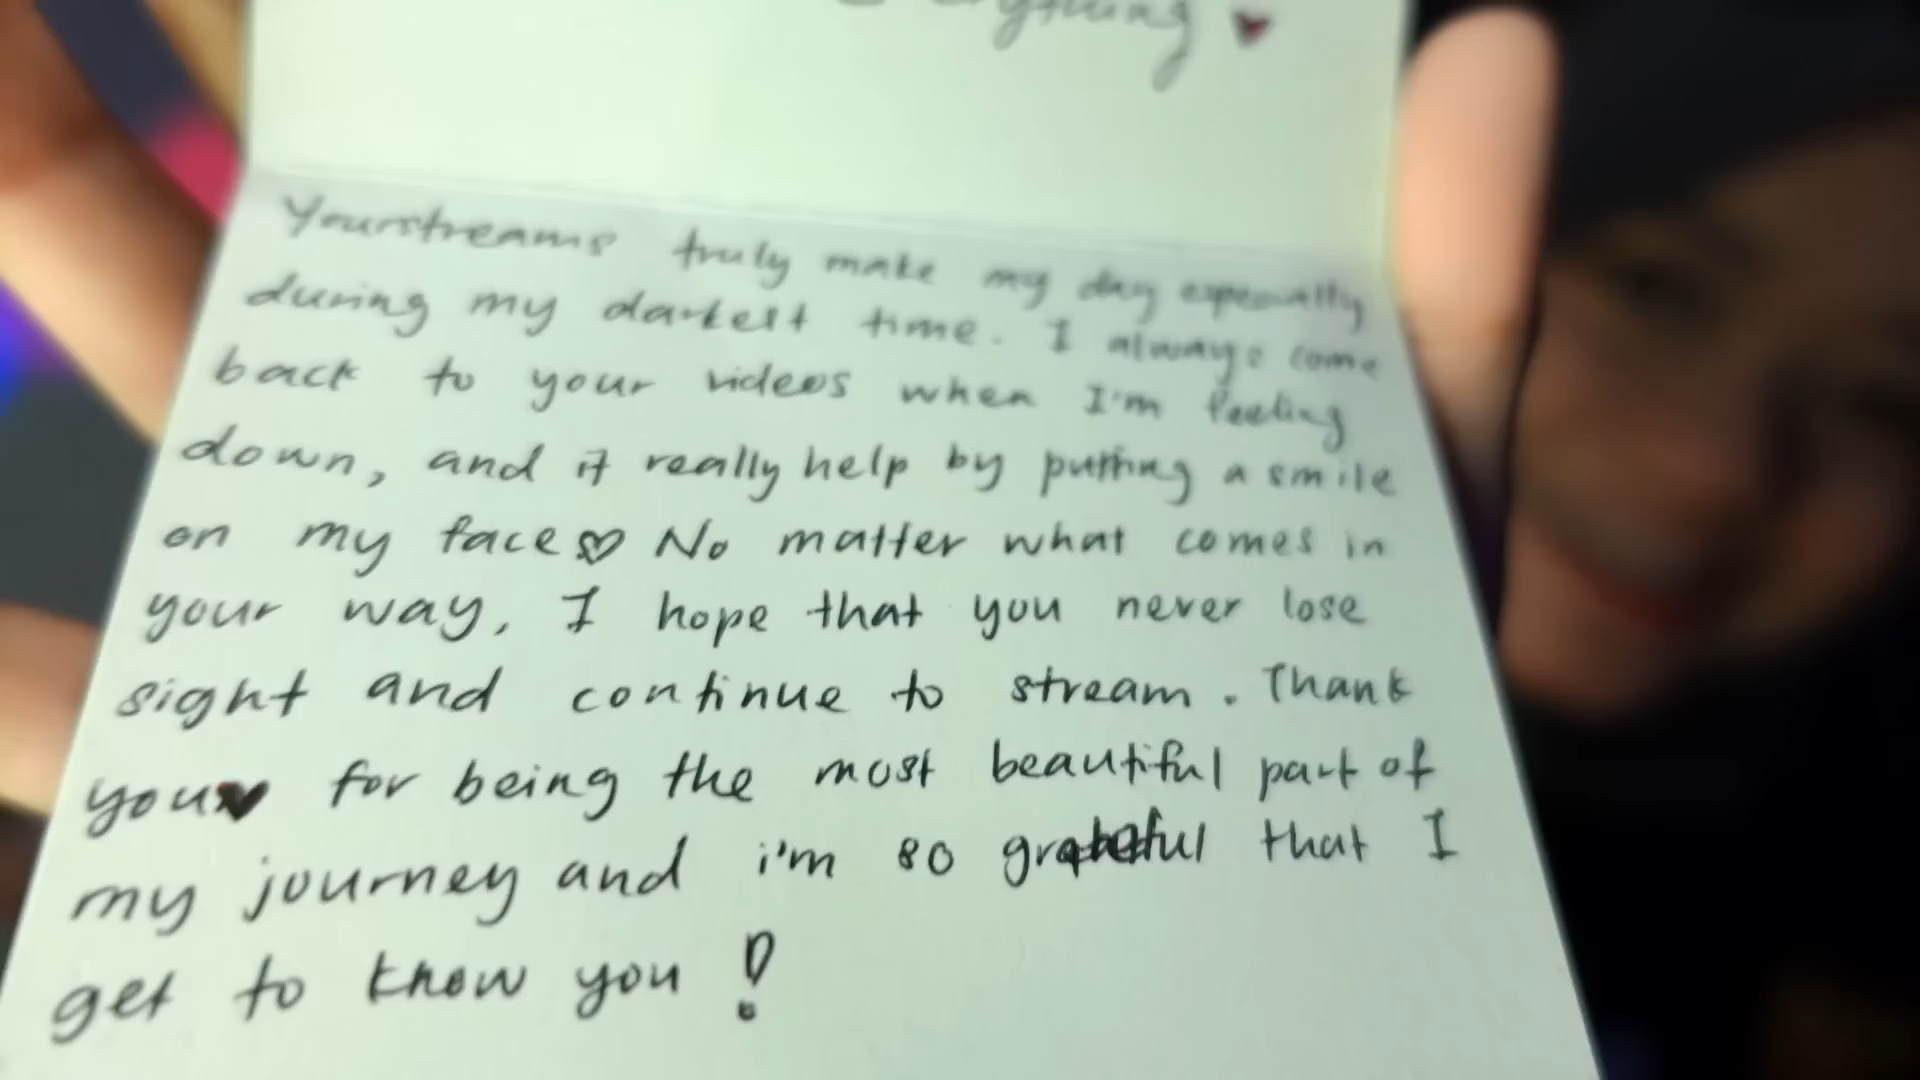 Your streams truly make my day especially
during my darkest time. I always come
back to your videos when I'm feeling
down, and it really help by putting a smile
on my face ♡ No matter what comes in
your way, I hope that you never lose
sight and continue to stream. Thank
you ♥ for being the most beautiful part of
my journey and i'm so grateful that I
get to know you !